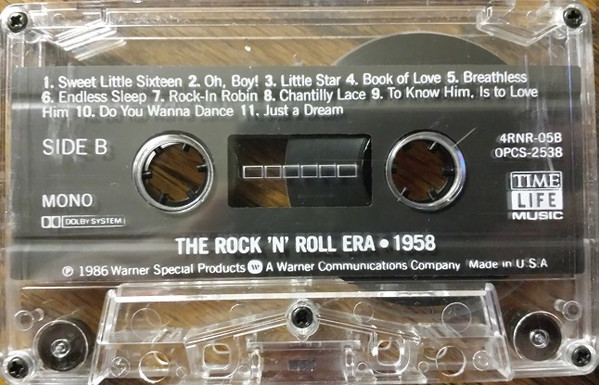 1. Sweet Little Sixteen 2. Oh, Boy! 3. Little Star 4. Book of Love 5. Breathless
6. Endless Sleep 7. Rock-In Robin 8. Chantilly Lace 9. To Know Him, Is to Love
Him 10. Do You Wanna Dance 11. Just a Dream
SIDE B
4RNR-05B
OPCS-2538
MONO
DOLBY SYSTEM
TIME
LIFE
MUSIC
THE ROCK 'N' ROLL ERA • 1958
℗ 1986 Warner Special Products A Warner Communications Company Made in U.S.A